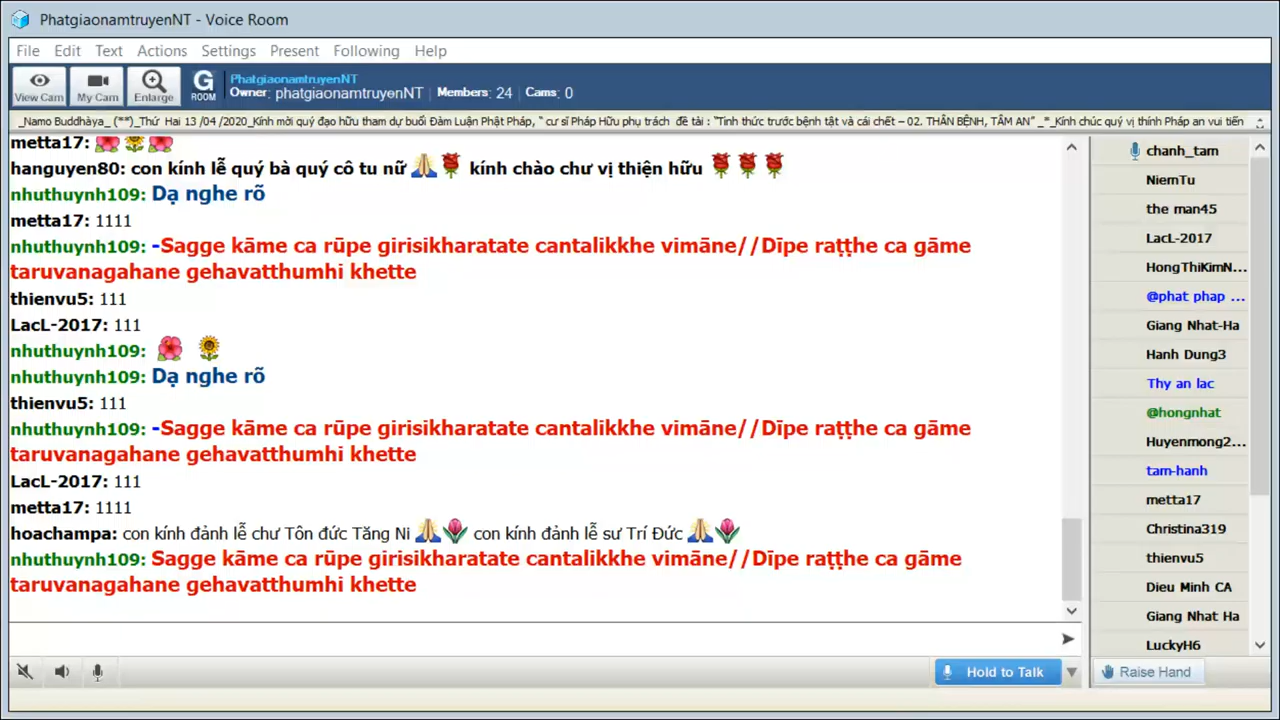 PhatgiaonamtruyenNT - Voice Room
File Edit Text Actions Settings Present Following Help
View Cam
My Cam
Enlarge
G ROOM
PhatgiaonamtruyenNT
Owner: phatgiaonamtruyenNT Members: 24 Cams: 0
_Namo Buddhàya_ (**)_Thứ Hai 13 /04 /2020_Kính mời quý đạo hữu tham dự buổi Đàm Luận Phật Pháp, “ cư sĩ Pháp Hữu phụ trách đề tài : "Tỉnh thức trước bệnh tật và cái chết – 02. THÂN BỆNH, TÂM AN” _*_Kính chúc quý vị thính Pháp an vui tiến
metta17:
hanguyen80: con kính lễ quý bà quý cô tu nữ kính chào chư vị thiện hữu
nhuthuynh109: Dạ nghe rõ
metta17: 1111
nhuthuynh109: -Sagge kāme ca rūpe girisikharatate cantalikkhe vimāne//Dīpe raṭṭhe ca gāme
taruvanagahane gehavatthumhi khette
thienvu5: 111
LacL-2017: 111
nhuthuynh109:
nhuthuynh109: Dạ nghe rõ
thienvu5: 111
nhuthuynh109: -Sagge kāme ca rūpe girisikharatate cantalikkhe vimāne//Dīpe raṭṭhe ca gāme
taruvanagahane gehavatthumhi khette
LacL-2017: 111
metta17: 1111
hoachampa: con kính đảnh lễ chư Tôn đức Tăng Ni con kính đảnh lễ sư Trí Đức
nhuthuynh109: Sagge kāme ca rūpe girisikharatate cantalikkhe vimāne//Dīpe raṭṭhe ca gāme
taruvanagahane gehavatthumhi khette
Hold to Talk
chanh_tam
NiemTu
the man45
LacL-2017
HongThiKimN...
@phat phap ...
Giang Nhat-Ha
Hanh Dung3
Thy an lac
@hongnhat
Huyenmong2...
tam-hanh
metta17
Christina319
thienvu5
Dieu Minh CA
Giang Nhat Ha
LuckyH6
Raise Hand